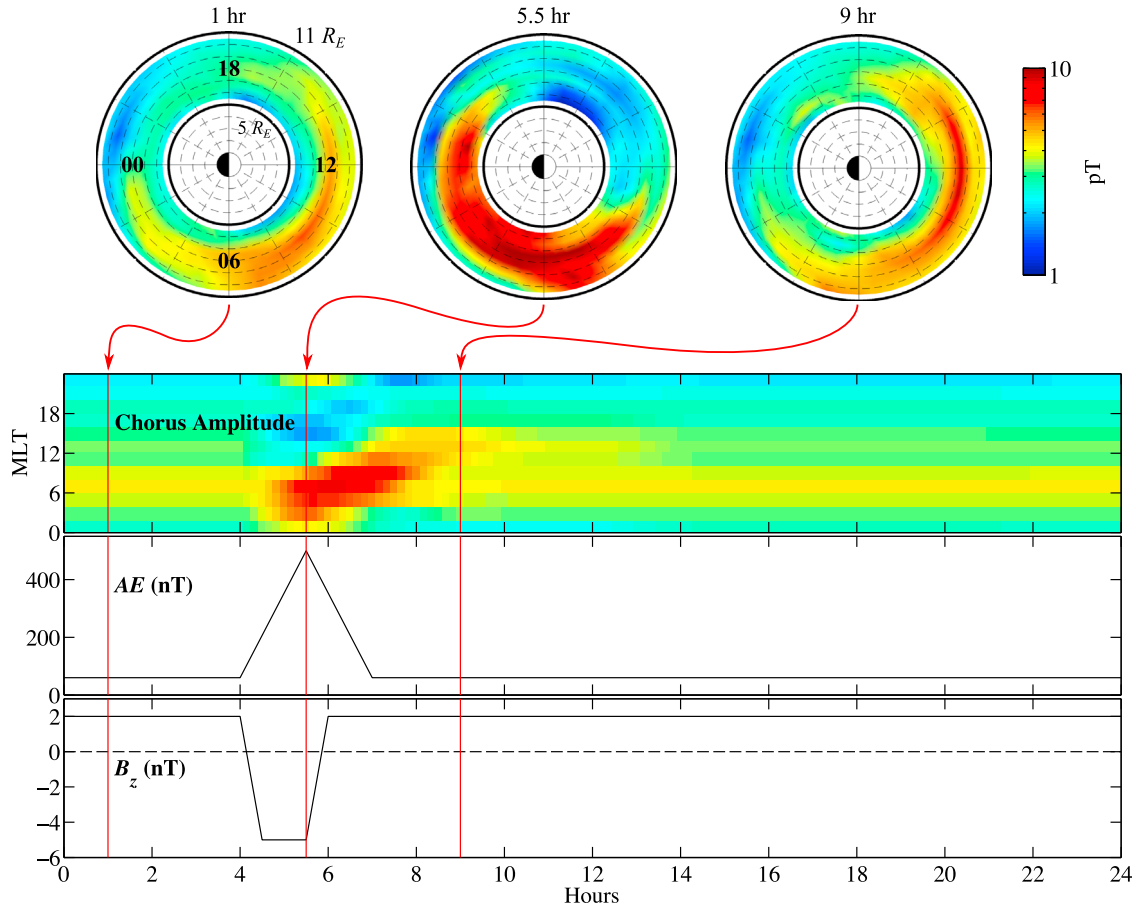 1 hr
5.5 hr
9 hr
11 R_E
18
5 R_E
00
12
06
10
pT
1
MLT
18
12
6
0
Chorus Amplitude
400
200
0
AE (nT)
2
0
−2
−4
−6
B_z (nT)
0 2 4 6 8 10 12 14 16 18 20 22 24
Hours